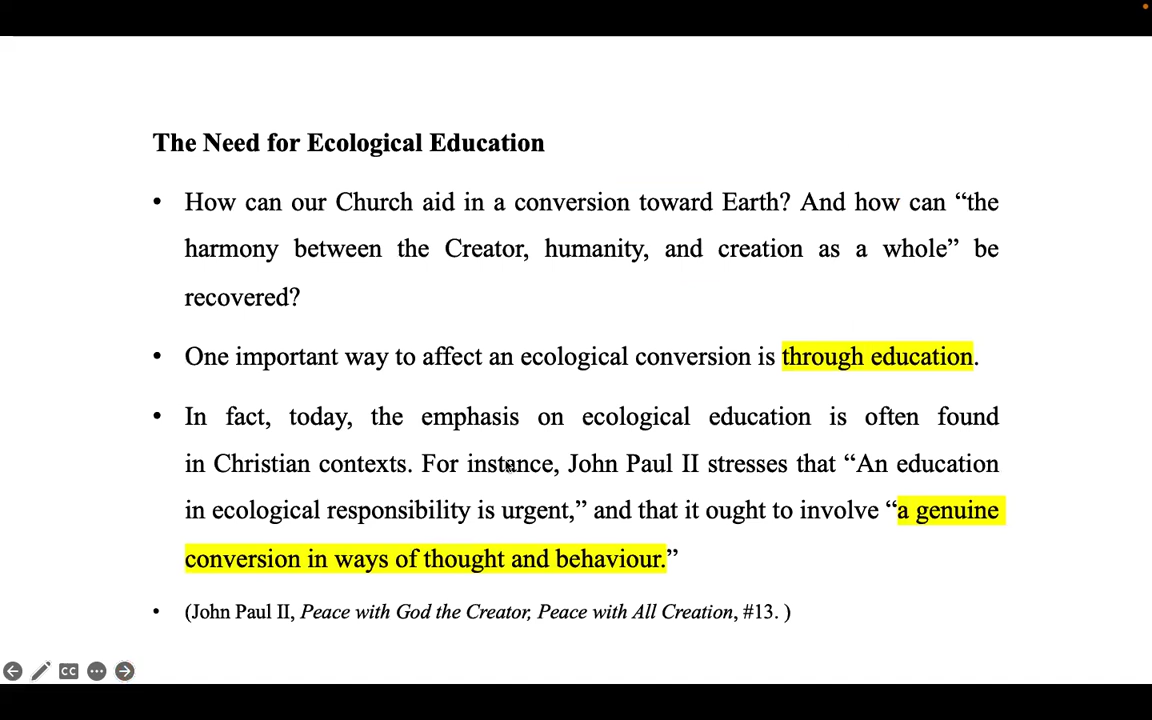 The Need for Ecological Education
• How can our Church aid in a conversion toward Earth? And how can “the
harmony between the Creator, humanity, and creation as a whole” be
recovered?
• One important way to affect an ecological conversion is through education.
• In fact, today, the emphasis on ecological education is often found
in Christian contexts. For instance, John Paul II stresses that “An education
in ecological responsibility is urgent,” and that it ought to involve “a genuine
conversion in ways of thought and behaviour.”
• (John Paul II, Peace with God the Creator, Peace with All Creation, #13. )
CC